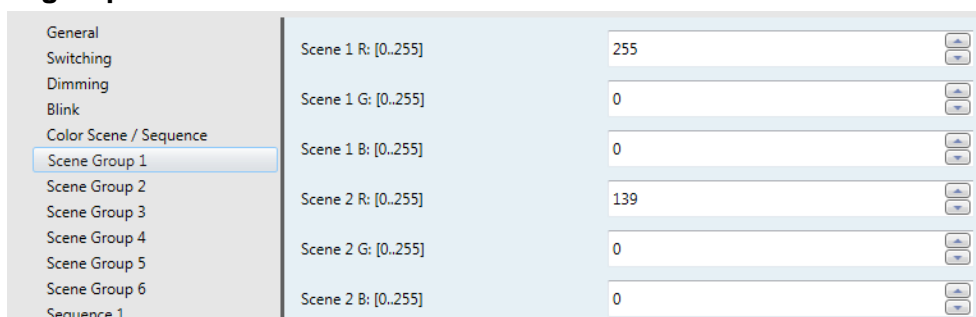 General
Switching
Dimming
Blink
Color Scene / Sequence
Scene Group 1
Scene Group 2
Scene Group 3
Scene Group 4
Scene Group 5
Scene Group 6
Sequence 1
Scene 1 R: [0..255] 255
Scene 1 G: [0..255] 0
Scene 1 B: [0..255] 0
Scene 2 R: [0..255] 139
Scene 2 G: [0..255] 0
Scene 2 B: [0..255] 0